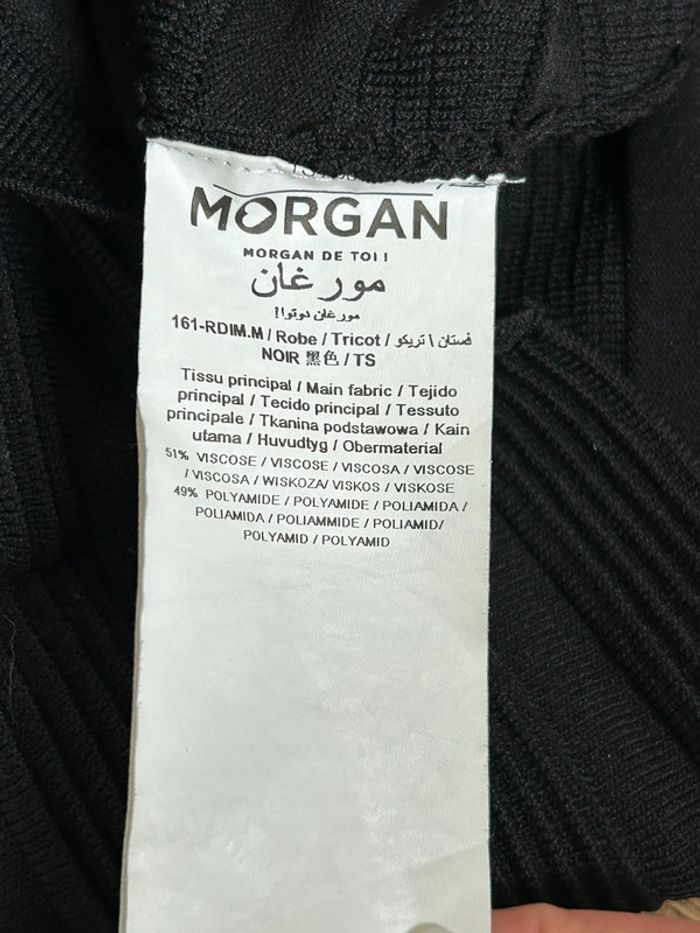 MORGAN
MORGAN DE TOI !
مورغان
مورغان دوتوا!
161-RDIM.M / Robe / Tricot / فستان \ تريكو
NOIR 黑色 / TS
Tissu principal / Main fabric / Tejido
principal / Tecido principal / Tessuto
principale / Tkanina podstawowa / Kain
utama / Huvudtyg / Obermaterial
51% VISCOSE / VISCOSE / VISCOSA / VISCOSE
/ VISCOSA / WISKOZA/ VISKOS / VISKOSE
49% POLYAMIDE / POLYAMIDE / POLIAMIDA /
POLIAMIDA / POLIAMMIDE / POLIAMID/
POLYAMID / POLYAMID